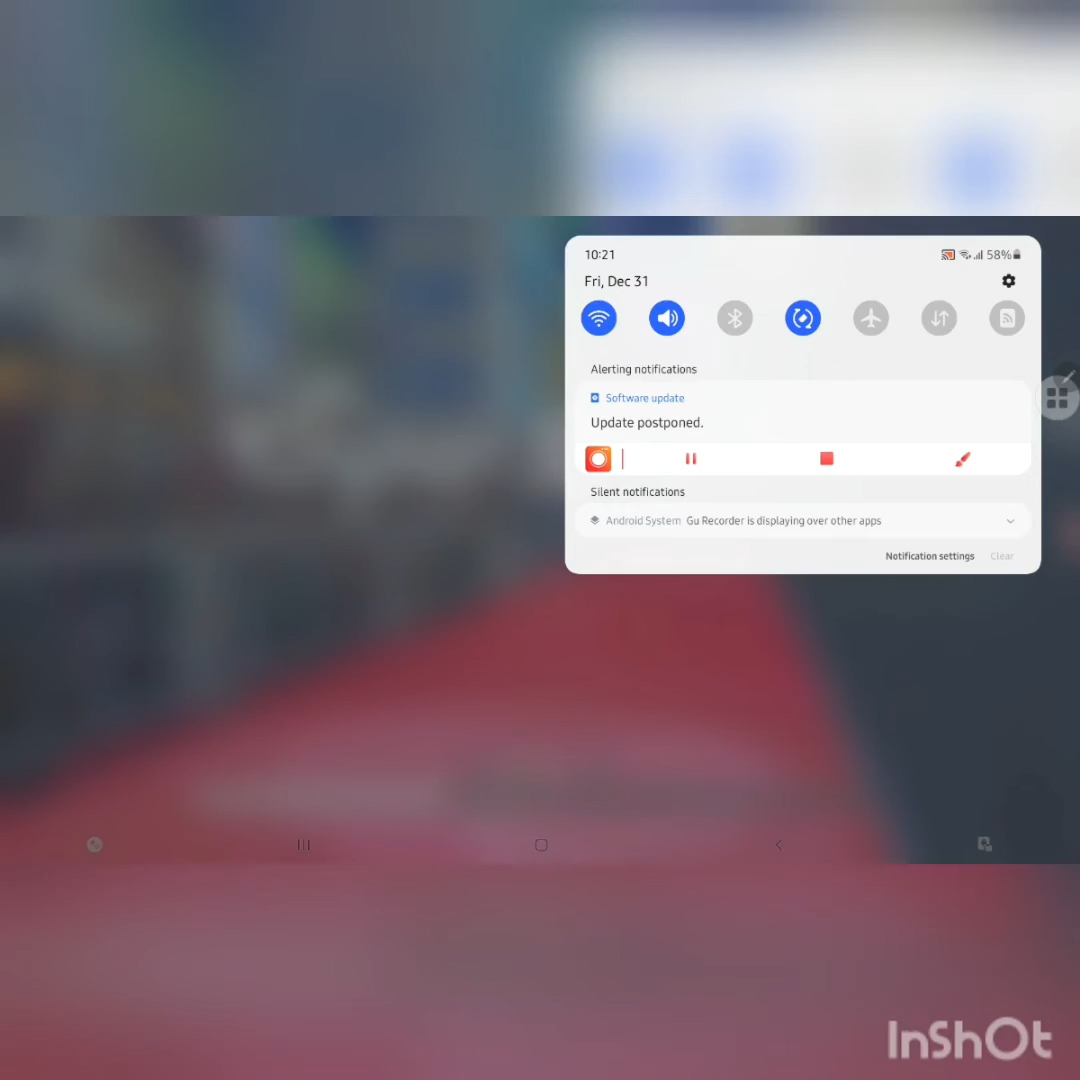 10:21
58%
Fri, Dec 31
Alerting notifications
Software update
Update postponed.
Silent notifications
Android System Gu Recorder is displaying over other apps
Notification settings Clear
InShOt